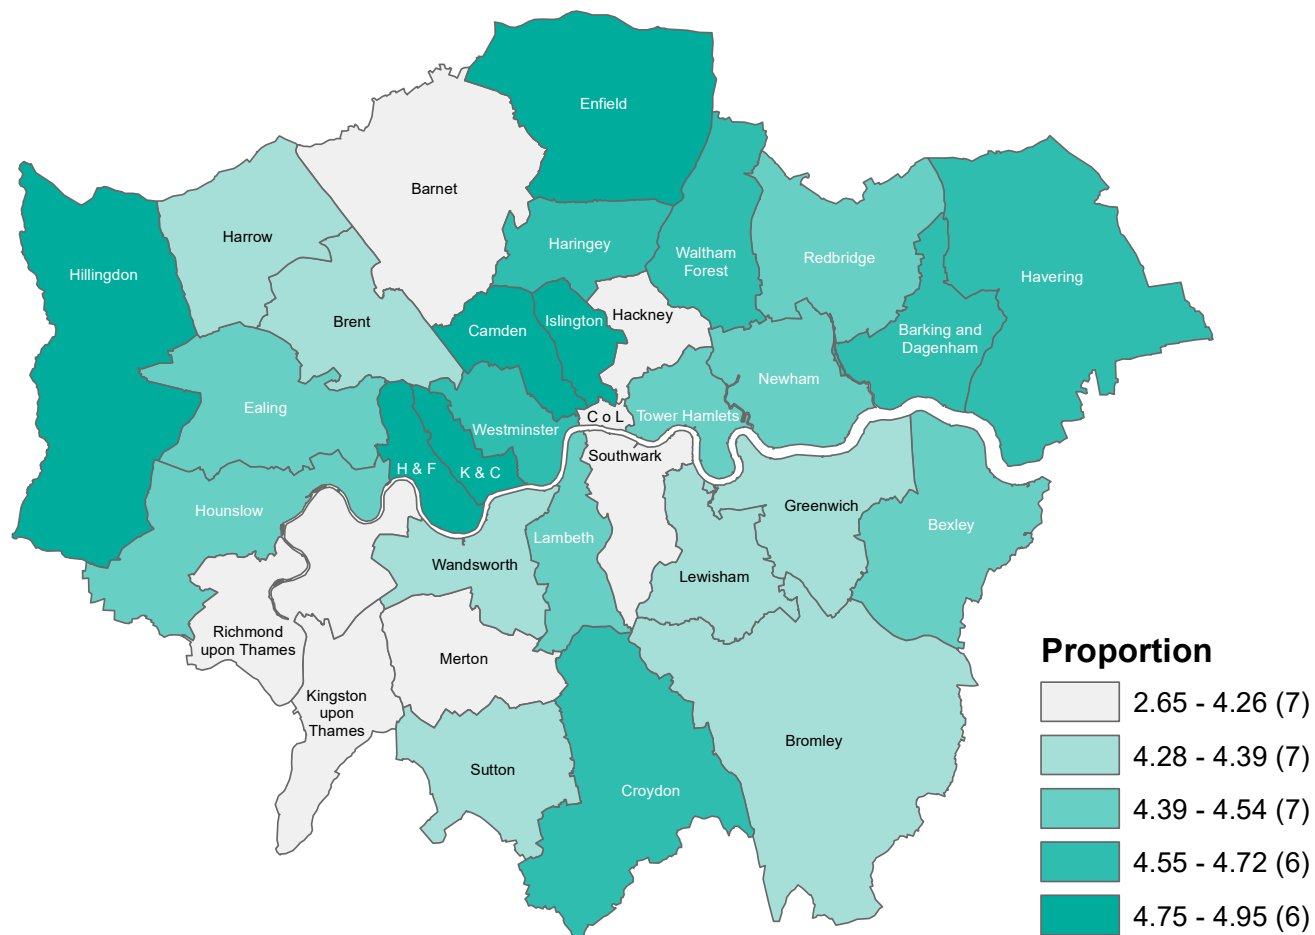 Enfield
Barnet
Harrow
Haringey
Waltham
Forest
Redbridge
Hillingdon
Havering
Brent
Camden
Islington
Hackney
Barking and
Dagenham
Newham
Ealing
Westminster
C o L
Tower Hamlets
H & F
K & C
Southwark
Hounslow
Greenwich
Bexley
Lambeth
Wandsworth
Lewisham
Richmond
upon Thames
Merton
Kingston
upon
Thames
Sutton
Croydon
Bromley
Proportion
2.65 - 4.26 (7)
4.28 - 4.39 (7)
4.39 - 4.54 (7)
4.55 - 4.72 (6)
4.75 - 4.95 (6)